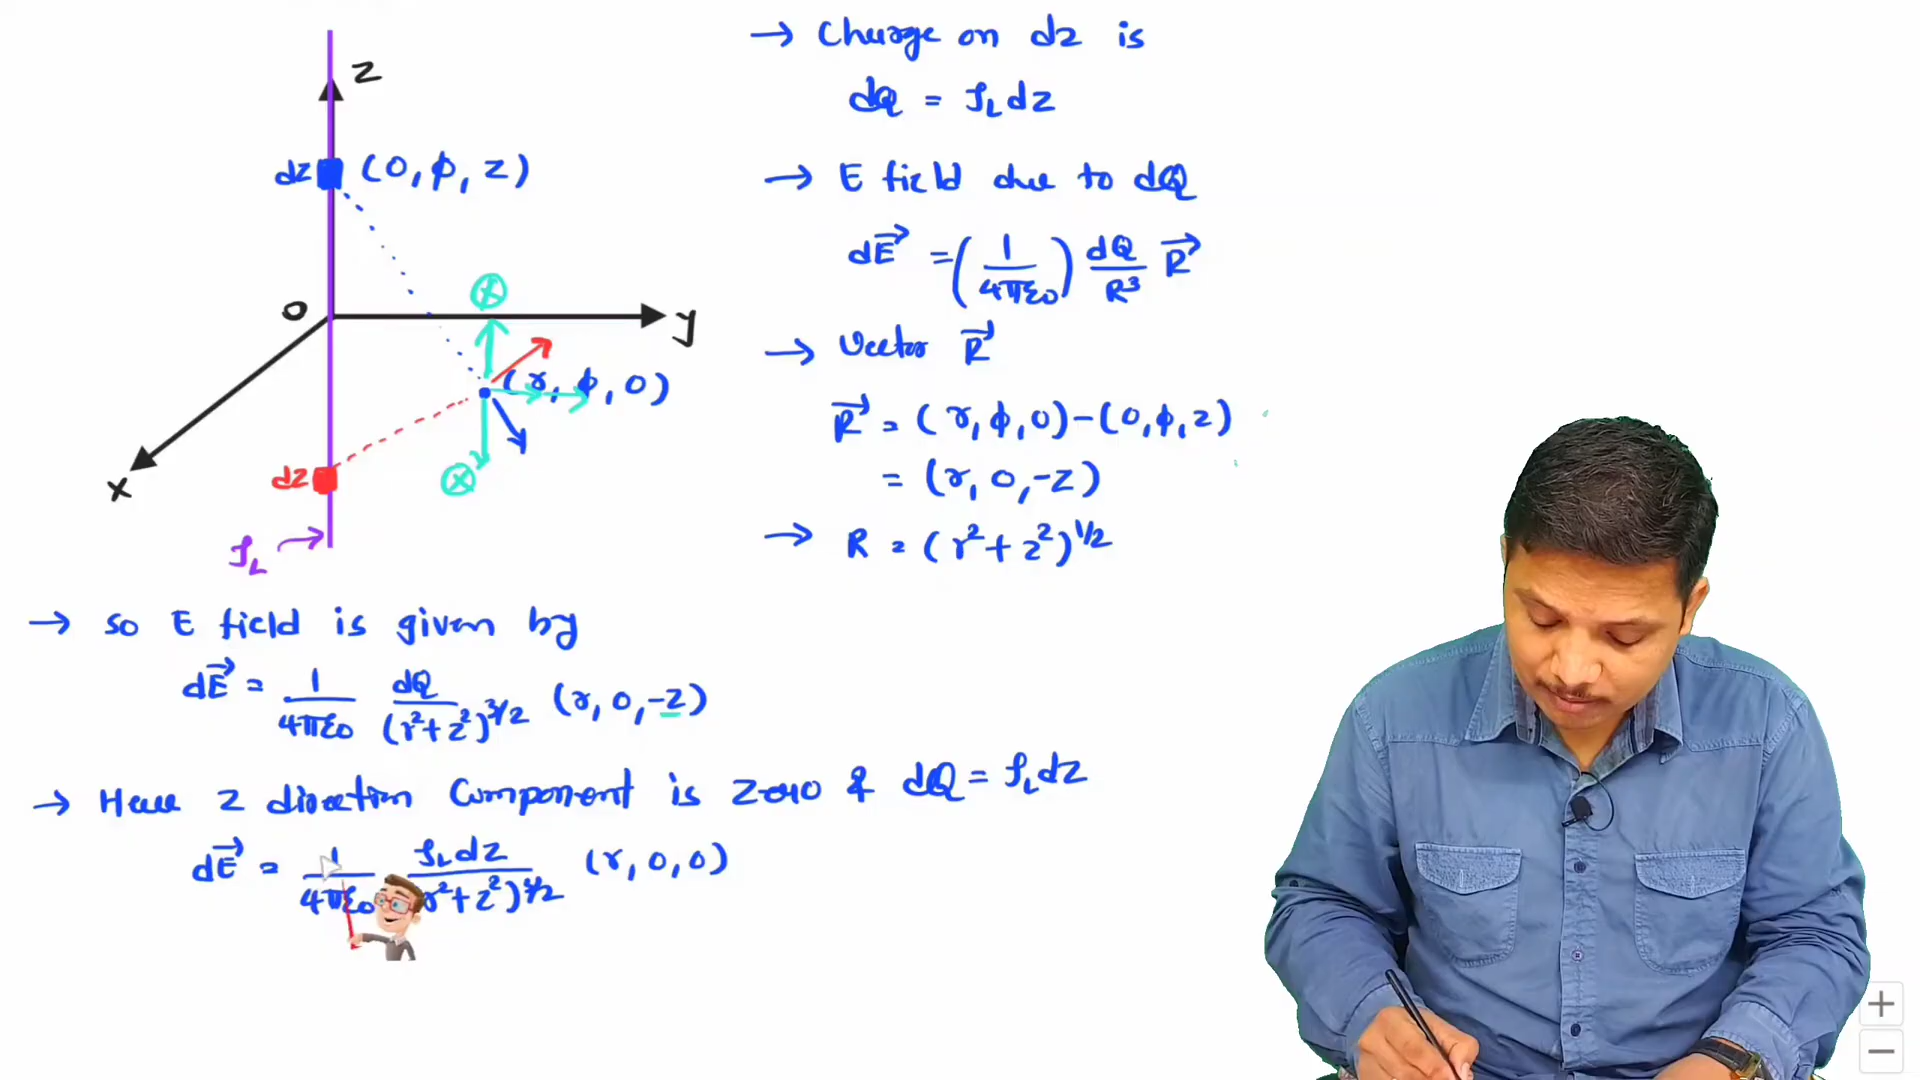 z
dz (0, φ, z)
0
y
(r, φ, 0)
x
dz
ρL →
→ Charge on dz is
dQ = ρL dz
→ E field due to dQ
dE⃗ = (1/4πε0) dQ/R³ R⃗
→ Vector R⃗
R⃗ = (r, φ, 0) - (0, φ, z)
= (r, 0, -z)
→ R = (r² + z²)^1/2
→ So E field is given by
dE⃗ = 1/4πε0 dQ/(r² + z²)^3/2 (r, 0, -z)
→ Here z direction component is zero & dQ = ρL dz
dE⃗ = 1/4πε0 ρL dz/(r² + z²)^3/2 (r, 0, 0)